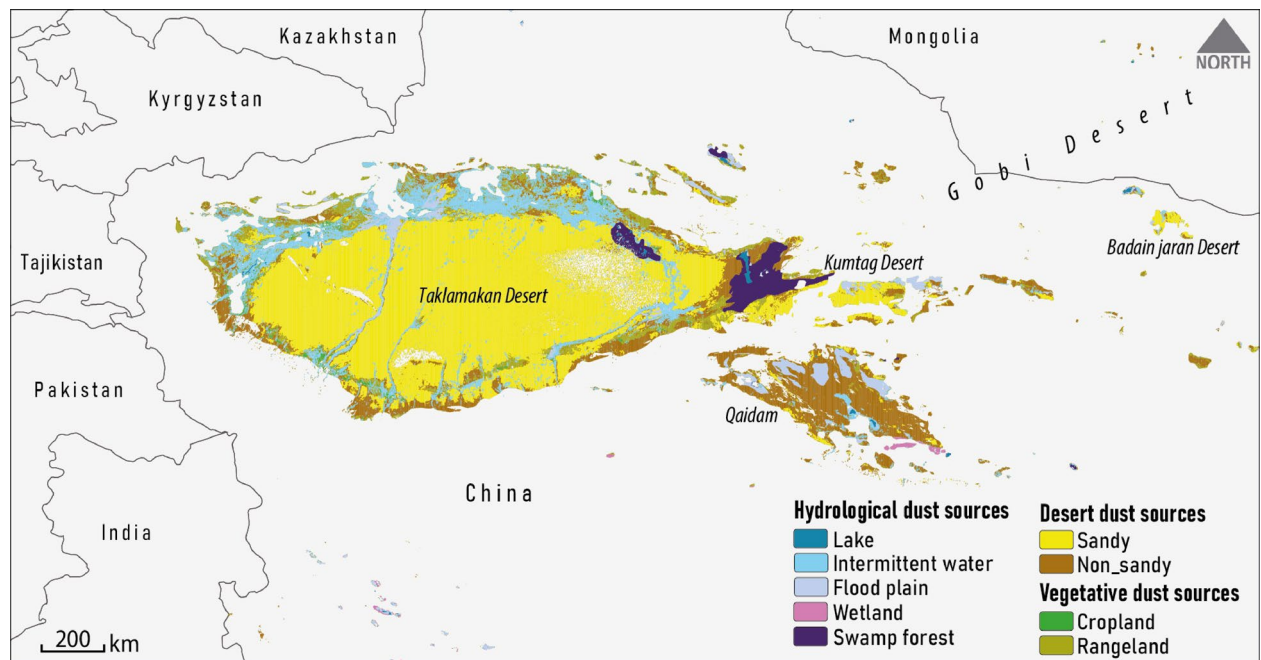 Kazakhstan
Mongolia
NORTH
Kyrgyzstan
Gobi Desert
Tajikistan
Badain jaran Desert
Kumtag Desert
Taklamakan Desert
Pakistan
Qaidam
China
India
Hydrological dust sources
Lake
Intermittent water
Flood plain
Wetland
Swamp forest
Desert dust sources
Sandy
Non_sandy
Vegetative dust sources
Cropland
Rangeland
200 km